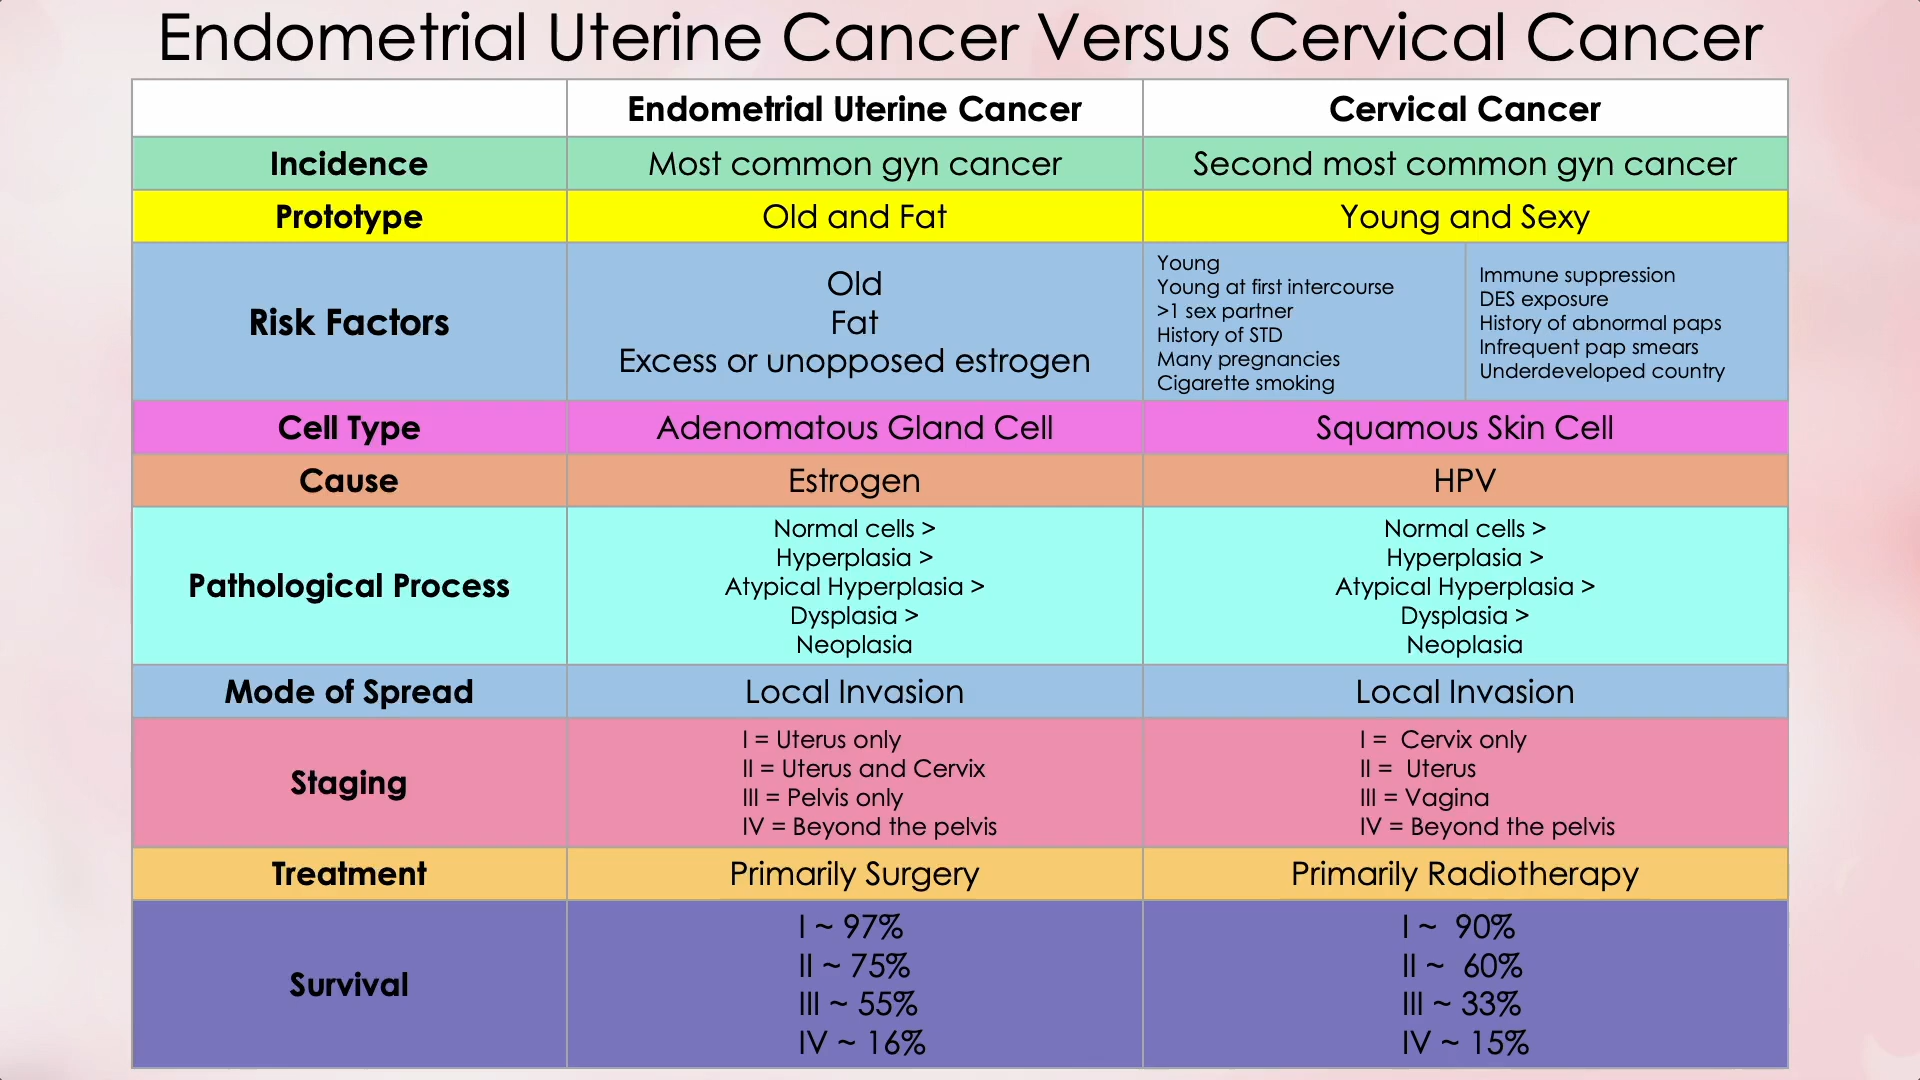 Endometrial Uterine Cancer Versus Cervical Cancer
Endometrial Uterine Cancer
Cervical Cancer
Incidence
Most common gyn cancer
Second most common gyn cancer
Prototype
Old and Fat
Young and Sexy
Risk Factors
Old
Fat
Excess or unopposed estrogen
Young
Young at first intercourse
>1 sex partner
History of STD
Many pregnancies
Cigarette smoking
Immune suppression
DES exposure
History of abnormal paps
Infrequent pap smears
Underdeveloped country
Cell Type
Adenomatous Gland Cell
Squamous Skin Cell
Cause
Estrogen
HPV
Pathological Process
Normal cells >
Hyperplasia >
Atypical Hyperplasia >
Dysplasia >
Neoplasia
Normal cells >
Hyperplasia >
Atypical Hyperplasia >
Dysplasia >
Neoplasia
Mode of Spread
Local Invasion
Local Invasion
Staging
I = Uterus only
II = Uterus and Cervix
III = Pelvis only
IV = Beyond the pelvis
I = Cervix only
II = Uterus
III = Vagina
IV = Beyond the pelvis
Treatment
Primarily Surgery
Primarily Radiotherapy
Survival
I ~ 97%
II ~ 75%
III ~ 55%
IV ~ 16%
I ~ 90%
II ~ 60%
III ~ 33%
IV ~ 15%